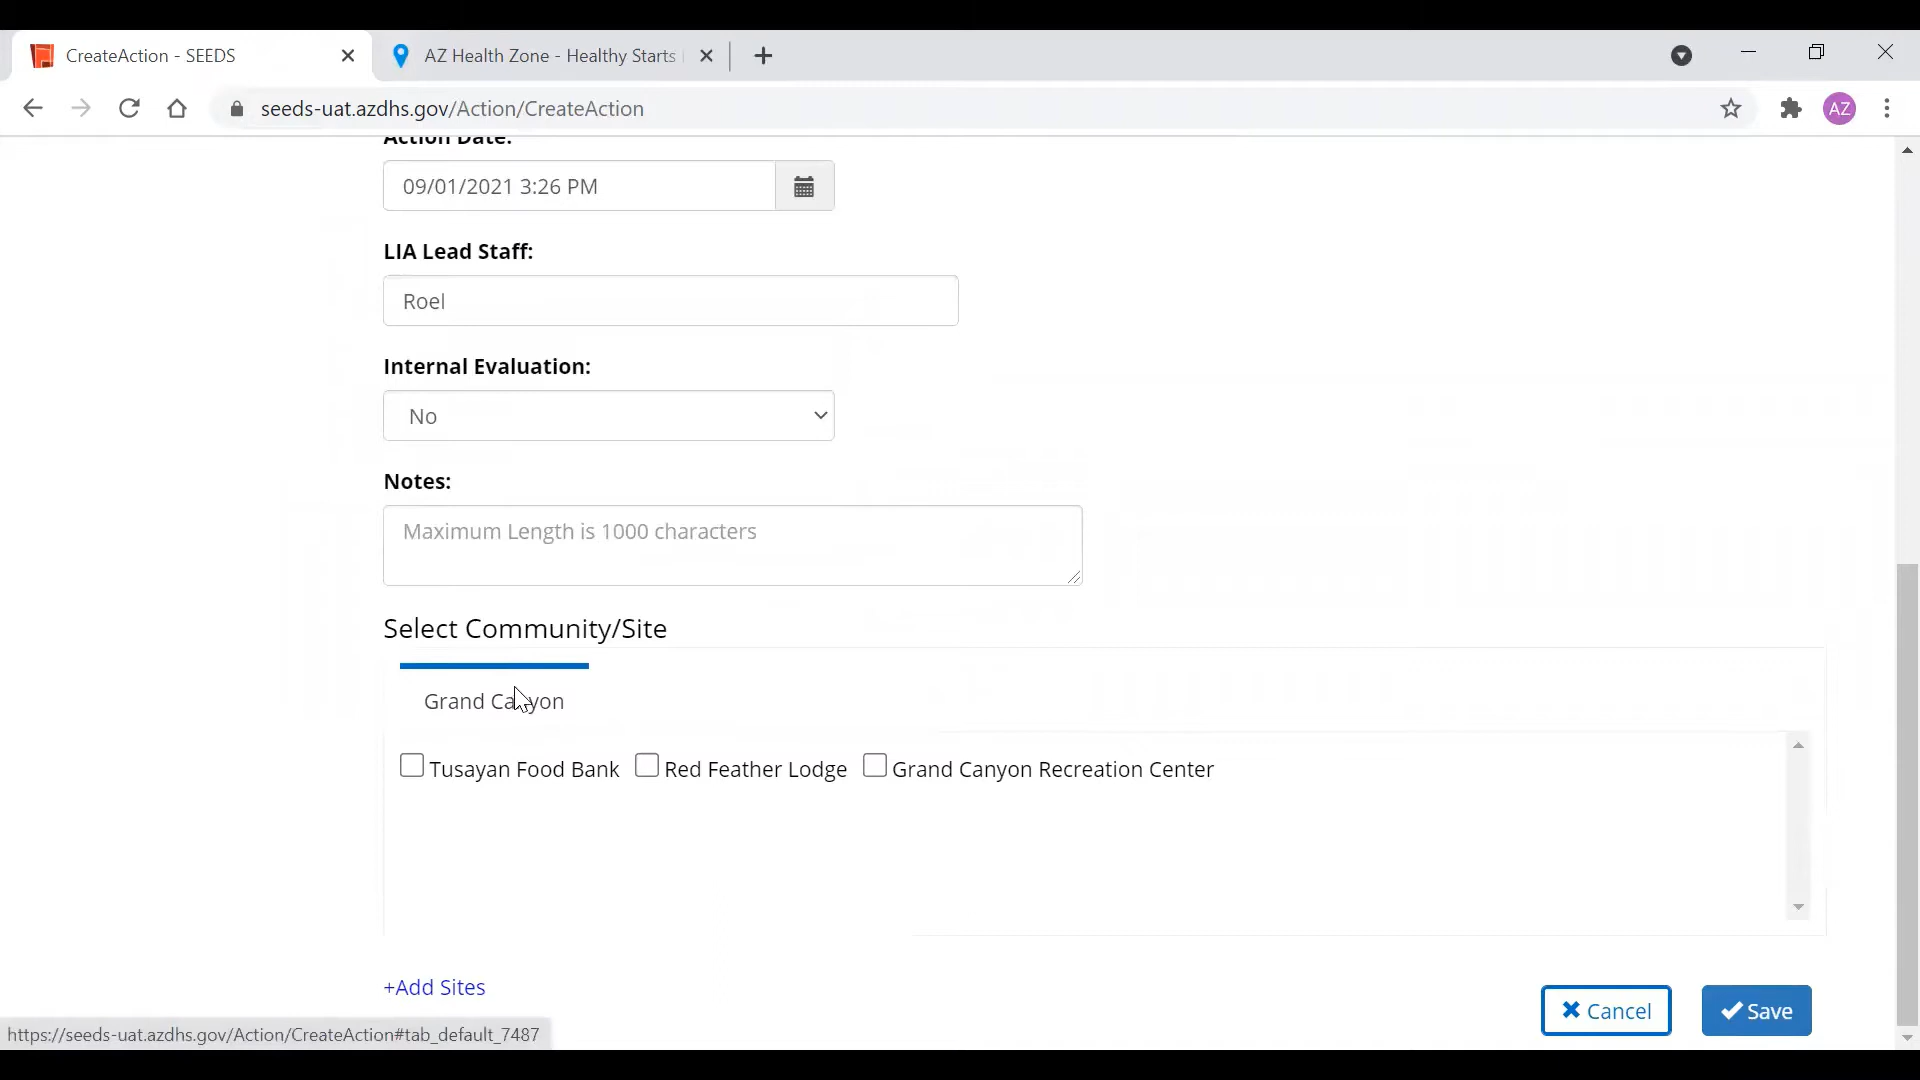 CreateAction - SEEDS
AZ Health Zone - Healthy Starts
seeds-uat.azdhs.gov/Action/CreateAction
AZ
Action Date:
09/01/2021 3:26 PM
LIA Lead Staff:
Roel
Internal Evaluation:
No
Notes:
Maximum Length is 1000 characters
Select Community/Site
Grand Canyon
Tusayan Food Bank Red Feather Lodge Grand Canyon Recreation Center
+Add Sites
Cancel
Save
https://seeds-uat.azdhs.gov/Action/CreateAction#tab_default_7487